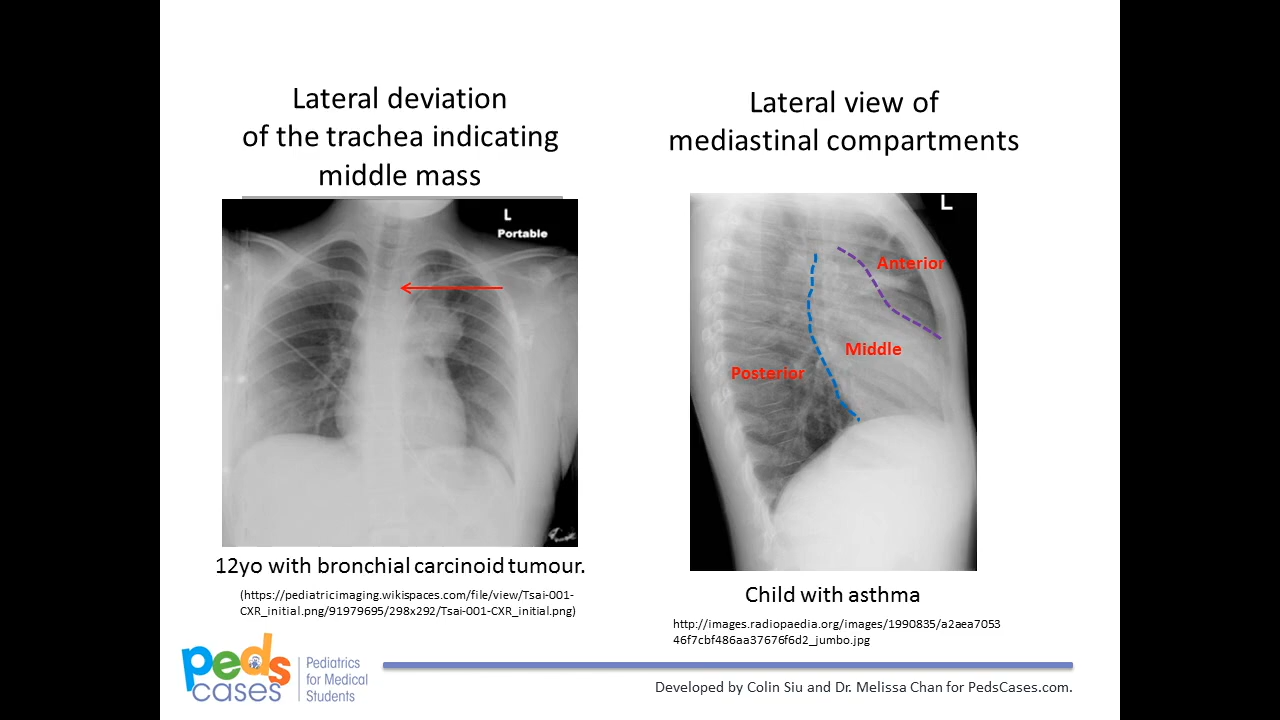 Lateral deviation
of the trachea indicating
middle mass
L
Portable
12yo with bronchial carcinoid tumour.
(https://pediatricimaging.wikispaces.com/file/view/Tsai-001-
CXR_initial.png/91979695/298x292/Tsai-001-CXR_initial.png)
Lateral view of
mediastinal compartments
L
Anterior
Middle
Posterior
Child with asthma
http://images.radiopaedia.org/images/1990835/a2aea7053
46f7cbf486aa37676f6d2_jumbo.jpg
peds
cases
Pediatrics
for Medical
Students
Developed by Colin Siu and Dr. Melissa Chan for PedsCases.com.